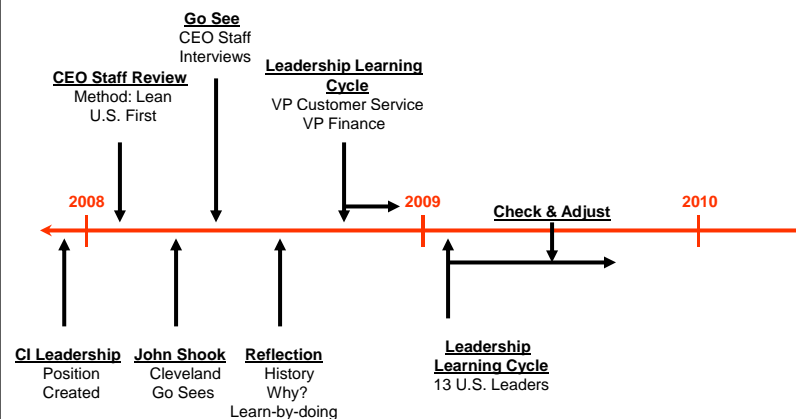 Go See
CEO Staff
Interviews
CEO Staff Review
Method: Lean
U.S. First
Leadership Learning
Cycle
VP Customer Service
VP Finance
2008
2009
Check & Adjust
2010
CI Leadership
Position
Created
John Shook
Cleveland
Go Sees
Reflection
History
Why?
Learn-by-doing
Leadership
Learning Cycle
13 U.S. Leaders